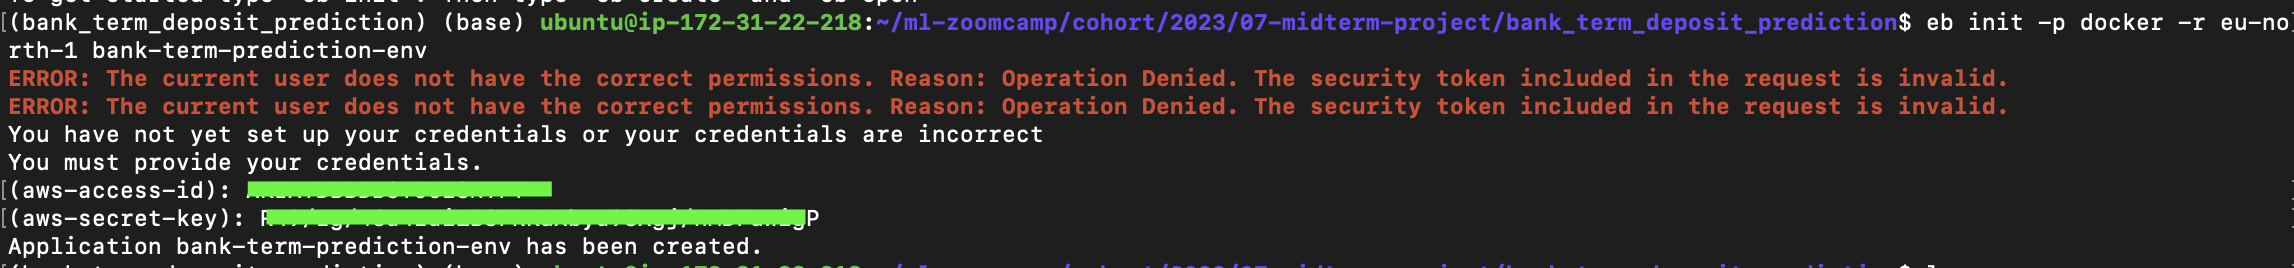 [(bank_term_deposit_prediction) (base) ubuntu@ip-172-31-22-218:~/ml-zoomcamp/cohort/2023/07-midterm-project/bank_term_deposit_prediction$ eb init -p docker -r eu-no
rth-1 bank-term-prediction-env
ERROR: The current user does not have the correct permissions. Reason: Operation Denied. The security token included in the request is invalid.
ERROR: The current user does not have the correct permissions. Reason: Operation Denied. The security token included in the request is invalid.
You have not yet set up your credentials or your credentials are incorrect
You must provide your credentials.
[(aws-access-id):
[(aws-secret-key): P
Application bank-term-prediction-env has been created.